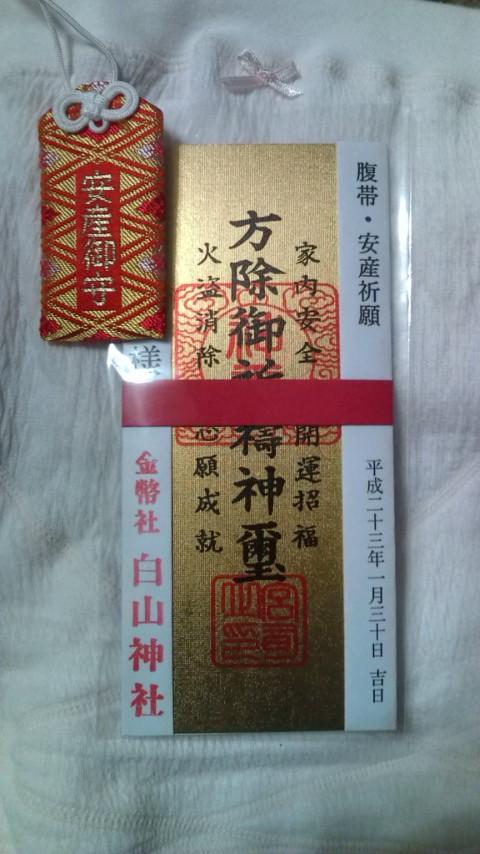 腹帯・安産祈願
平成二十三年一月三十日 吉日
家内安全 開運招福
方除御祈禱神璽
火盗消除 心願成就
様
金幣社 白山神社
安産御守